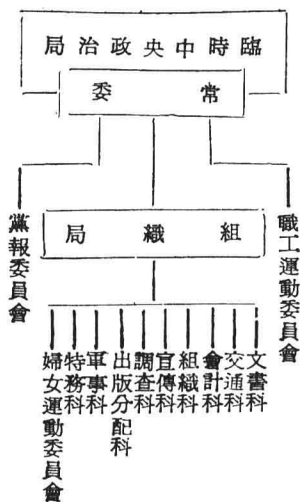 臨時中央政治局
常委
職工運動委員會
組織局
黨報委員會
文書科
交通科
會計科
組織科
宣傳科
調查科
出版分配科
軍事科
特務科
婦女運動委員會